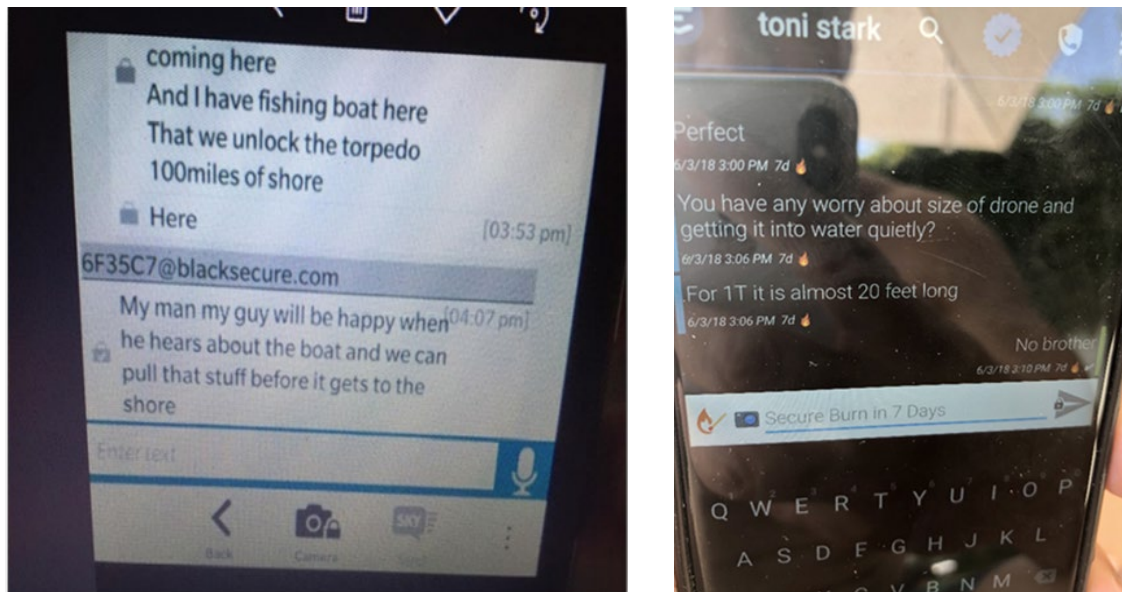 coming here
And I have fishing boat here
That we unlock the torpedo
100miles of shore
Here
[03:53 pm]
6F35C7@blacksecure.com
My man my guy will be happy when
[04:07 pm]
he hears about the boat and we can
pull that stuff before it gets to the
shore
Enter text
SKY
Back
Camera
toni stark
6/3/18 3:00 PM 7d
Perfect
6/3/18 3:00 PM 7d
You have any worry about size of drone and
getting it into water quietly?
6/3/18 3:06 PM 7d
For 1T it is almost 20 feet long
6/3/18 3:06 PM 7d
No brother
6/3/18 3:10 PM 7d
Secure Burn in 7 Days
Q W E R T Y U I O P
A S D F G H J K L
V B N M